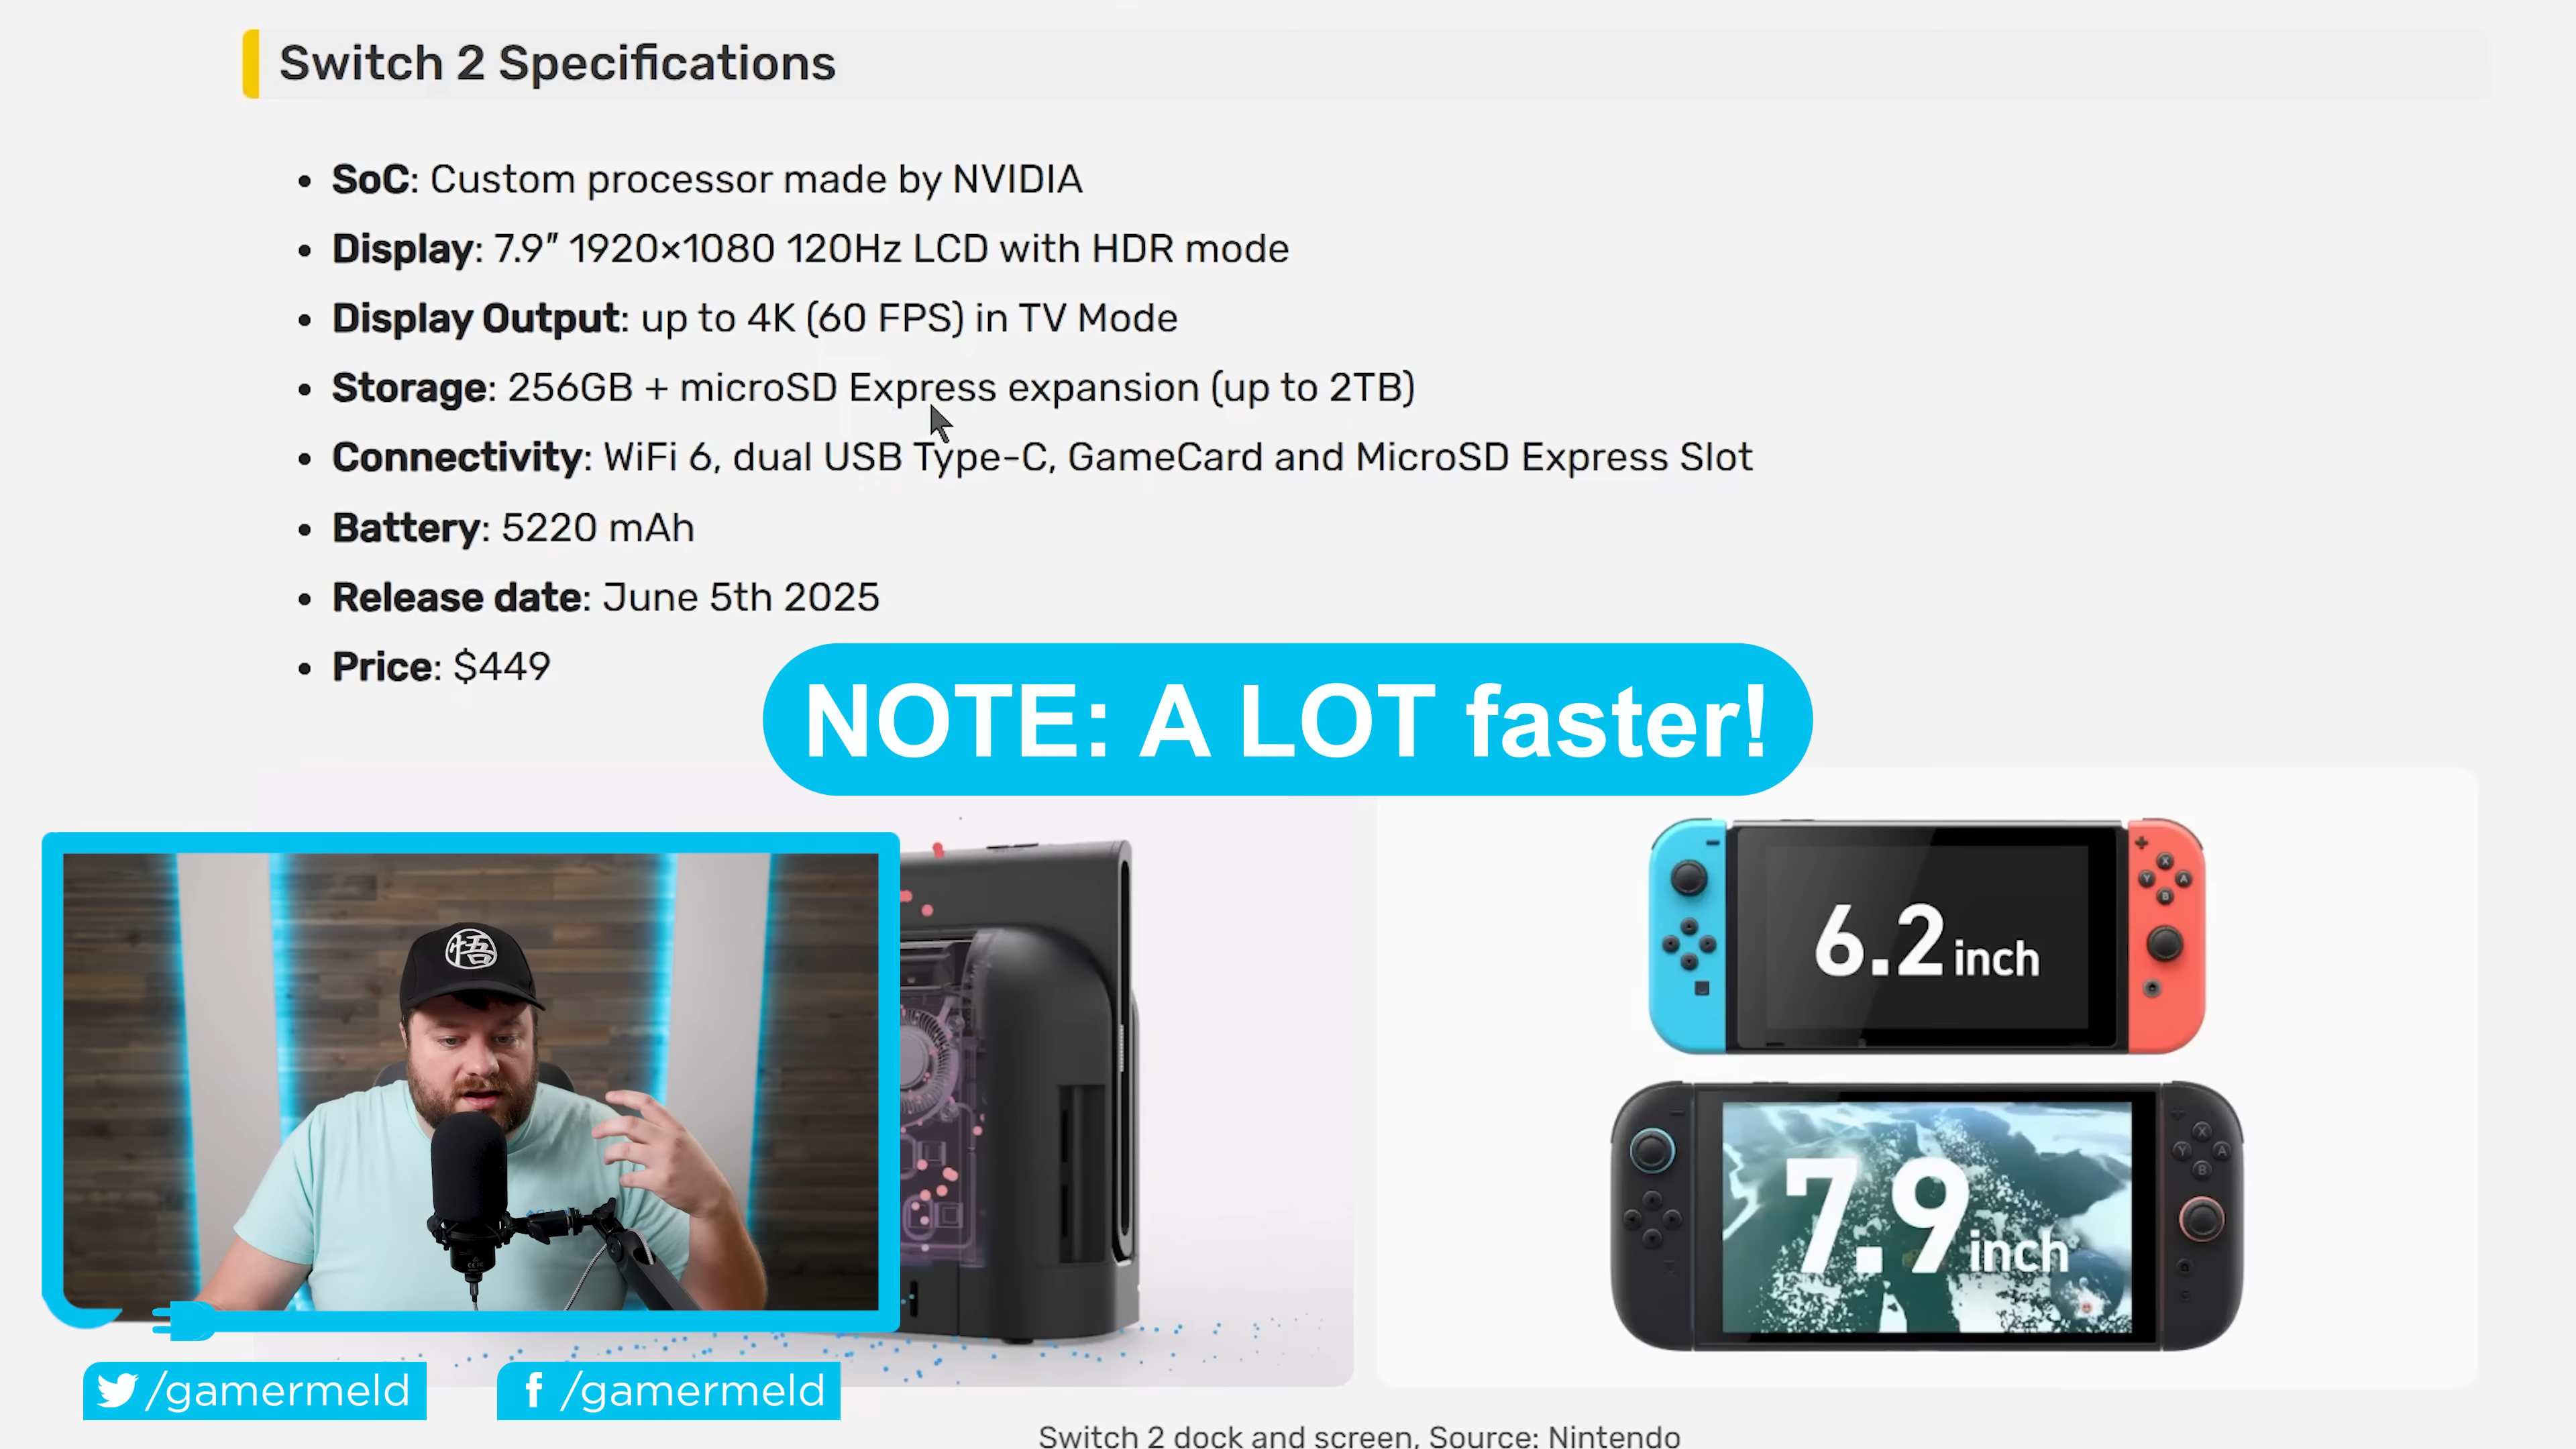 Switch 2 Specifications
• SoC: Custom processor made by NVIDIA
• Display: 7.9″ 1920×1080 120Hz LCD with HDR mode
• Display Output: up to 4K (60 FPS) in TV Mode
• Storage: 256GB + microSD Express expansion (up to 2TB)
• Connectivity: WiFi 6, dual USB Type-C, GameCard and MicroSD Express Slot
• Battery: 5220 mAh
• Release date: June 5th 2025
• Price: $449
NOTE: A LOT faster!
悟
6.2 inch
X
Y A
B
7.9 inch
X
Y A
B
/gamermeld
/gamermeld
Switch 2 dock and screen, Source: Nintendo